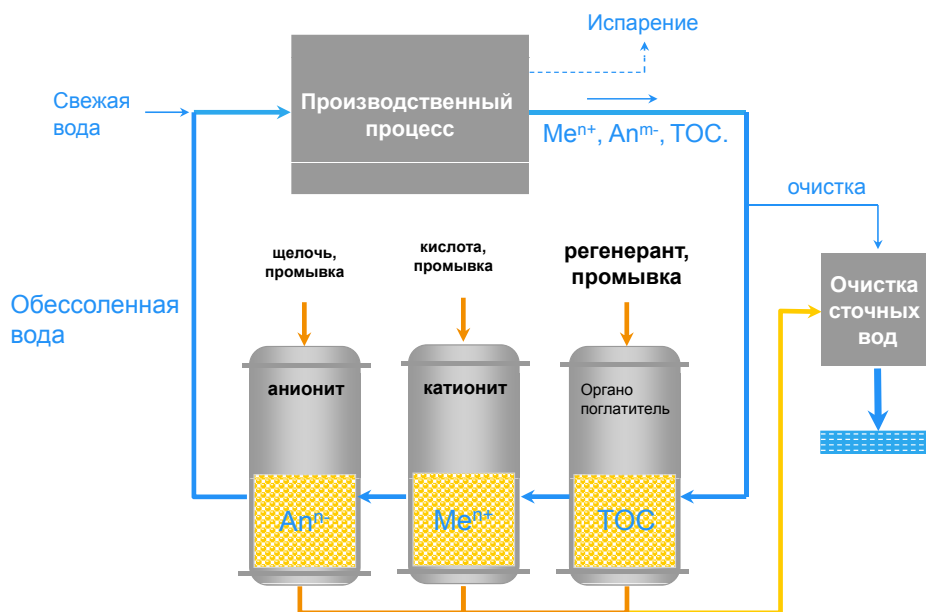 Испарение
Свежая
вода
Производственный
процесс
Meⁿ⁺, Anᵐ⁻, TOC.
очистка
щелочь,
промывка
кислота,
промывка
регенерант,
промывка
Обессоленная
вода
Очистка
сточных
вод
анионит
катионит
Органо
поглатитель
Anⁿ⁻
Meⁿ⁺
TOC